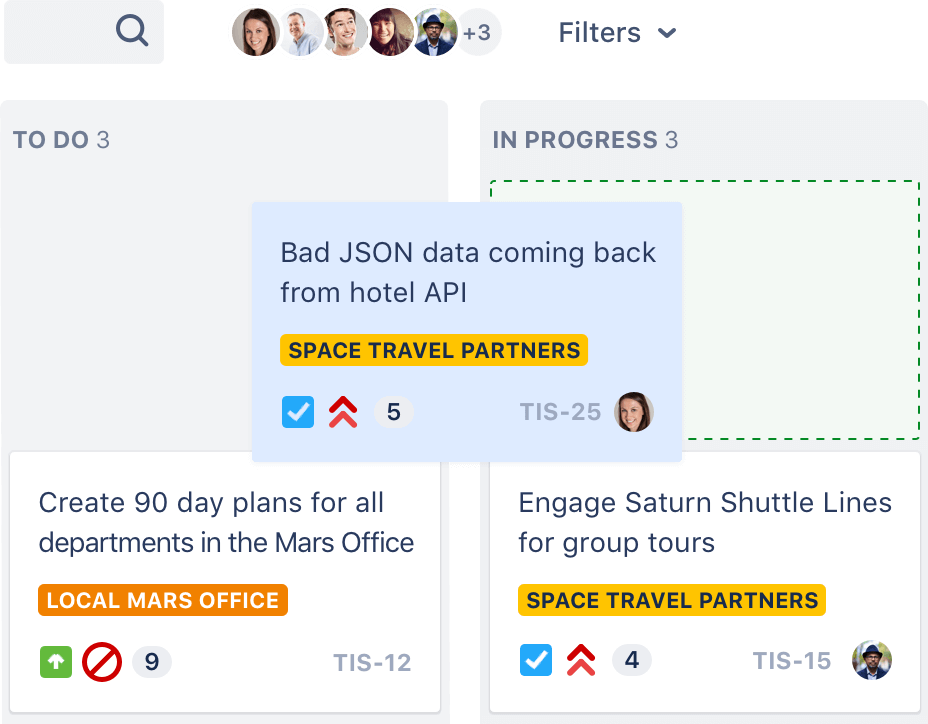 +3
Filters
TO DO 3
IN PROGRESS 3
Bad JSON data coming back
from hotel API
SPACE TRAVEL PARTNERS
5
TIS-25
Create 90 day plans for all
departments in the Mars Office
LOCAL MARS OFFICE
9
TIS-12
Engage Saturn Shuttle Lines
for group tours
SPACE TRAVEL PARTNERS
4
TIS-15